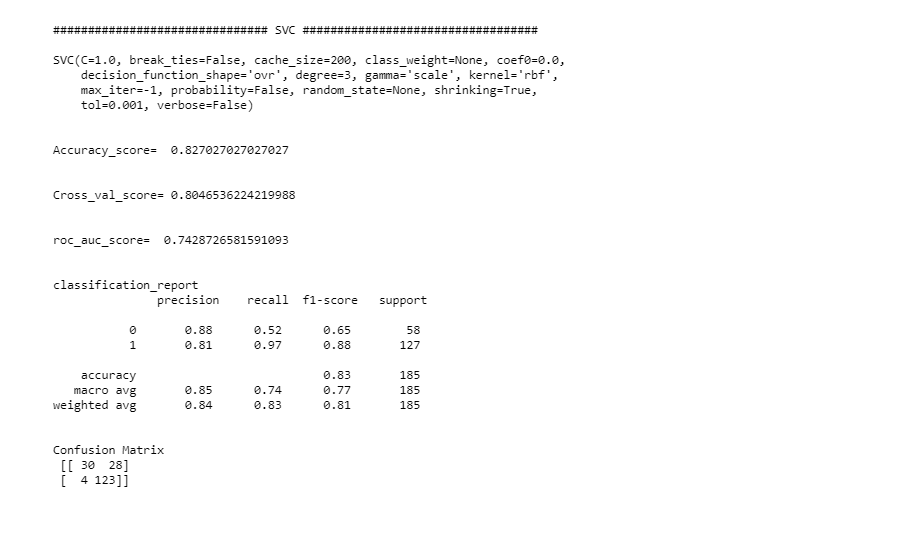 ############################### SVC ##################################
SVC(C=1.0, break_ties=False, cache_size=200, class_weight=None, coef0=0.0,
decision_function_shape='ovr', degree=3, gamma='scale', kernel='rbf',
max_iter=-1, probability=False, random_state=None, shrinking=True,
tol=0.001, verbose=False)
Accuracy_score= 0.827027027027027
Cross_val_score= 0.8046536224219988
roc_auc_score= 0.7428726581591093
classification_report
precision recall f1-score support
0 0.88 0.52 0.65 58
1 0.81 0.97 0.88 127
accuracy 0.83 185
macro avg 0.85 0.74 0.77 185
weighted avg 0.84 0.83 0.81 185
Confusion Matrix
[[ 30 28]
[ 4 123]]